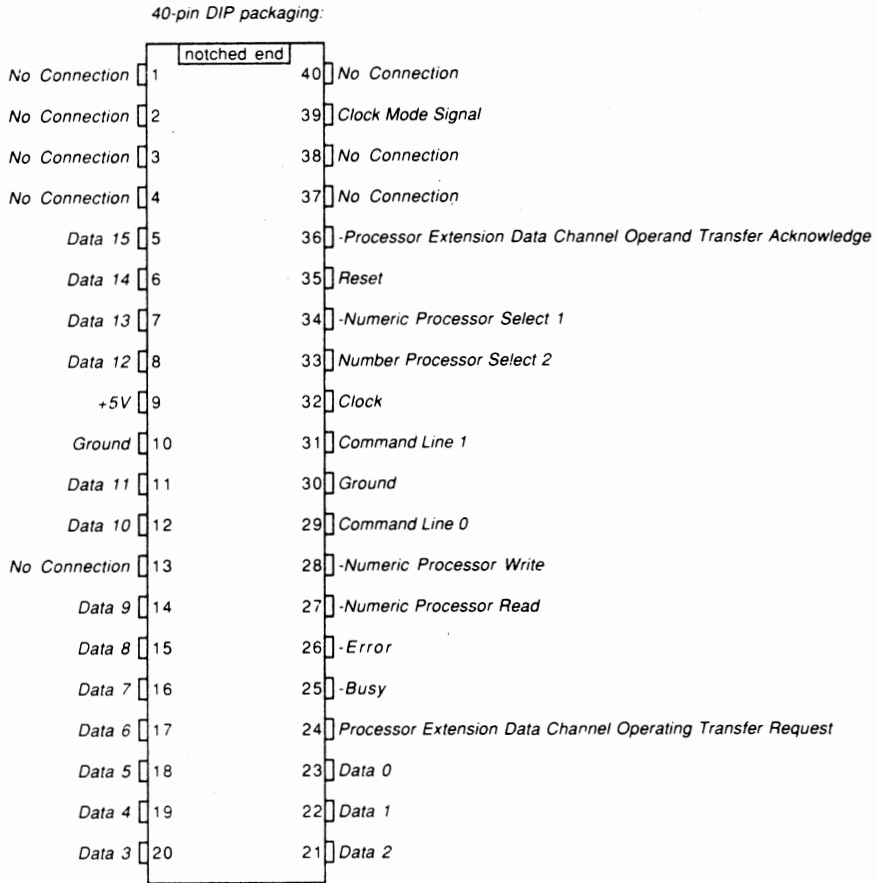 40-pin DIP packaging:
notched end
No Connection 1 40 No Connection
No Connection 2 39 Clock Mode Signal
No Connection 3 38 No Connection
No Connection 4 37 No Connection
Data 15 5 36 -Processor Extension Data Channel Operand Transfer Acknowledge
Data 14 6 35 Reset
Data 13 7 34 -Numeric Processor Select 1
Data 12 8 33 Number Processor Select 2
+5V 9 32 Clock
Ground 10 31 Command Line 1
Data 11 11 30 Ground
Data 10 12 29 Command Line 0
No Connection 13 28 -Numeric Processor Write
Data 9 14 27 -Numeric Processor Read
Data 8 15 26 -Error
Data 7 16 25 -Busy
Data 6 17 24 Processor Extension Data Channel Operating Transfer Request
Data 5 18 23 Data 0
Data 4 19 22 Data 1
Data 3 20 21 Data 2